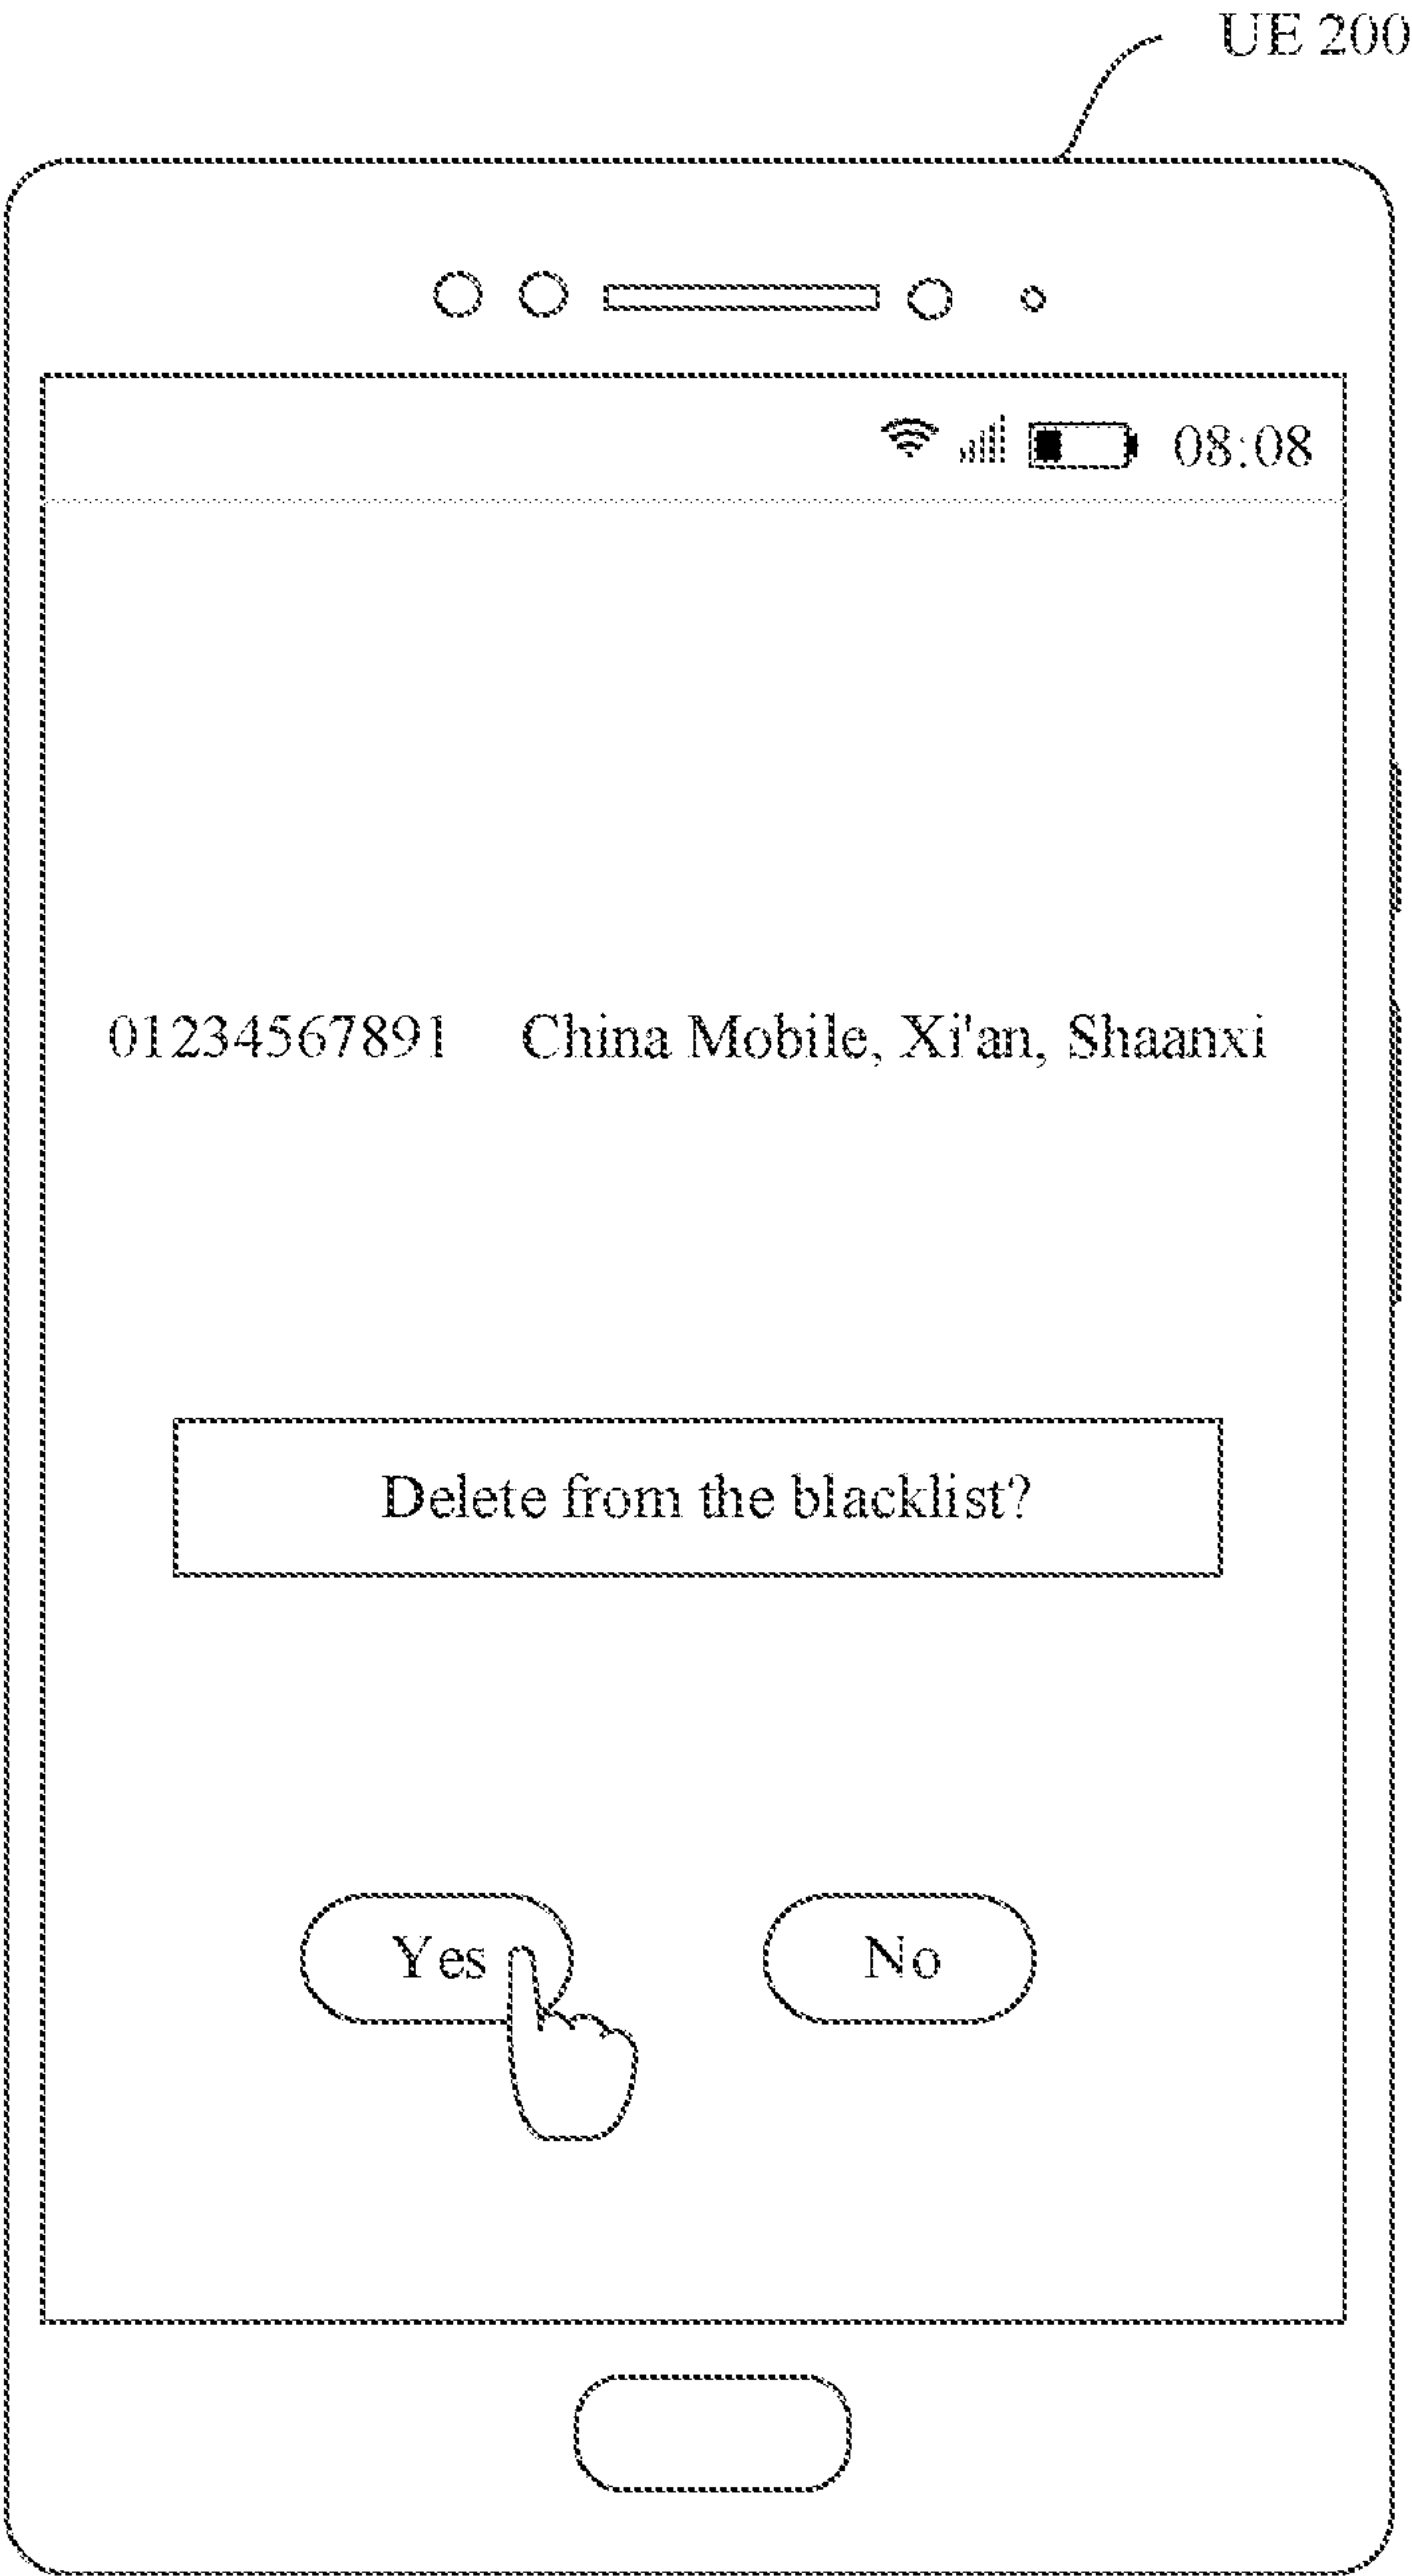 UE 200
08:08
01234567891 China Mobile, Xi'an, Shaanxi
Delete from the blacklist?
Yes No